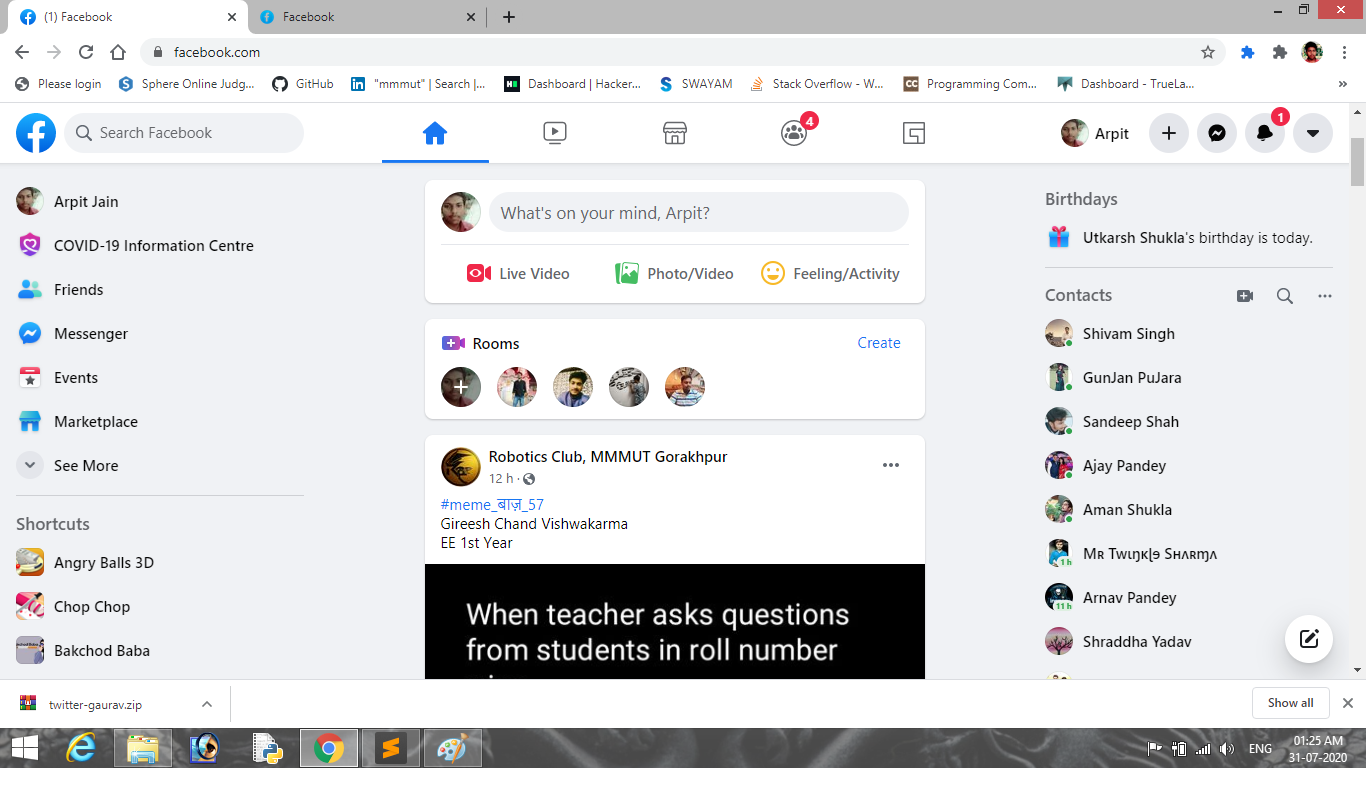 (1) Facebook
Facebook
facebook.com
Please login
Sphere Online Judg...
GitHub
"mmmut" | Search |...
Dashboard | Hacker...
SWAYAM
Stack Overflow - W...
Programming Com...
Dashboard - TrueLa...
»
Search Facebook
4
Arpit
1
Arpit Jain
COVID-19 Information Centre
Friends
Messenger
Events
Marketplace
See More
Shortcuts
Angry Balls 3D
Chop Chop
Bakchod Baba
What's on your mind, Arpit?
Live Video
Photo/Video
Feeling/Activity
Rooms
Create
Robotics Club, MMMUT Gorakhpur
12 h ·
#meme_बाज़_57
Gireesh Chand Vishwakarma
EE 1st Year
When teacher asks questions
from students in roll number
Birthdays
Utkarsh Shukla's birthday is today.
Contacts
Shivam Singh
GunJan PuJara
Sandeep Shah
Ajay Pandey
Aman Shukla
1 h
Arnav Pandey
11 h
Shraddha Yadav
twitter-gaurav.zip
Show all
ENG
01:25 AM
31-07-2020